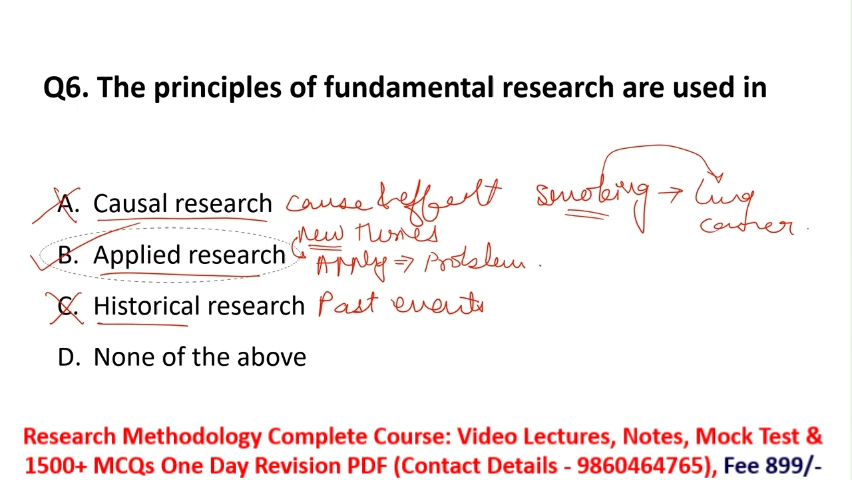 Q6. The principles of fundamental research are used in
A. Causal research cause & effect smoking → Lung cancer.
B. Applied research new
Apply ⇒ Problem.
C. Historical research Past events
D. None of the above
Research Methodology Complete Course: Video Lectures, Notes, Mock Test &
1500+ MCQs One Day Revision PDF (Contact Details - 9860464765), Fee 899/-